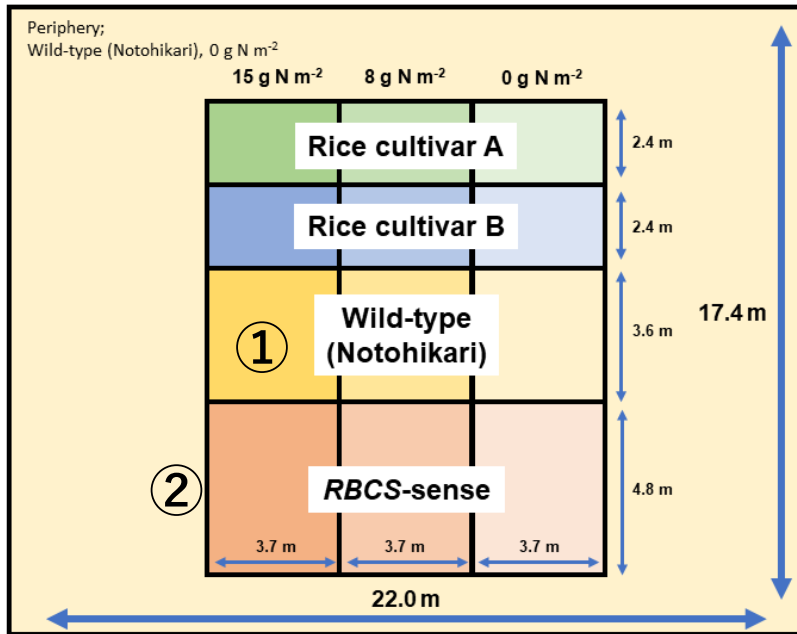 Periphery;
Wild-type (Notohikari), 0 g N m⁻²
15 g N m⁻² 8 g N m⁻² 0 g N m⁻²
Rice cultivar A
2.4 m
Rice cultivar B
2.4 m
Wild-type
(Notohikari)
①
3.6 m
17.4 m
②
RBCS-sense
4.8 m
3.7 m 3.7 m 3.7 m
22.0 m